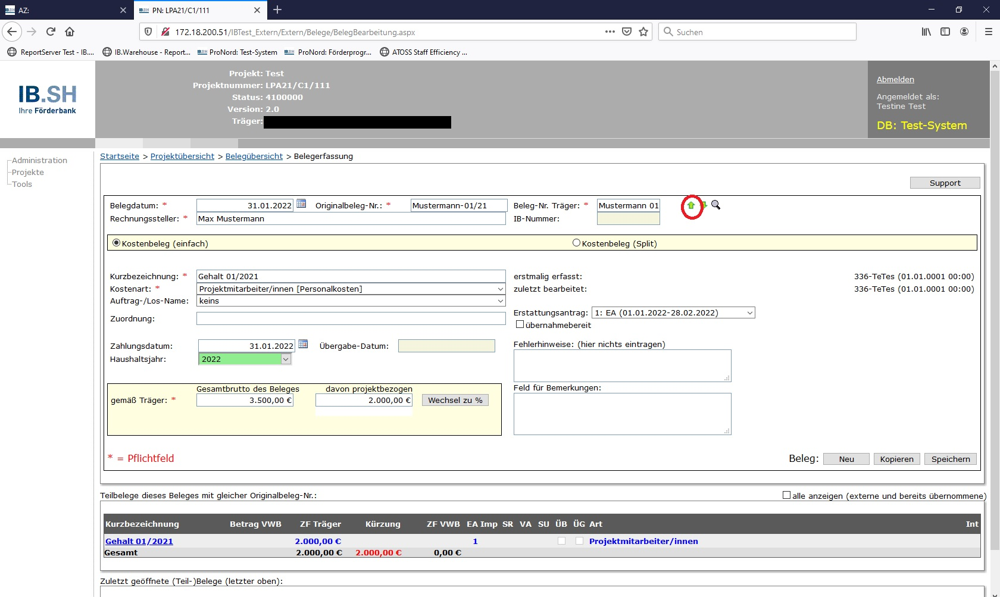 IB.SH AZ:
IB.SH PN: LPA21/C1/111
172.18.200.51/IBTest_Extern/Extern/Belege/BelegBearbeitung.aspx
Suchen
ReportServer Test - IB.... IB.Warehouse - Report... IB.SH ProNord: Test-System IB.SH ProNord: Förderprogr... ATOSS Staff Efficiency ...
IB.SH
Ihre Förderbank
Projekt: Test
Projektnummer: LPA21/C1/111
Status: 4100000
Version: 2.0
Träger:
Abmelden
Angemeldet als:
Testine Test
DB: Test-System
Administration
Projekte
Tools
Startseite > Projektübersicht > Belegübersicht > Belegerfassung
Support
Belegdatum: * 31.01.2022 Originalbeleg-Nr.: * Mustermann-01/21 Beleg-Nr. Träger: * Mustermann 01
Rechnungssteller: * Max Mustermann IB-Nummer:
Kostenbeleg (einfach) Kostenbeleg (Split)
Kurzbezeichnung: * Gehalt 01/2021 erstmalig erfasst: 336-TeTes (01.01.0001 00:00)
Kostenart: * Projektmitarbeiter/innen [Personalkosten] zuletzt bearbeitet: 336-TeTes (01.01.0001 00:00)
Auftrag-/Los-Name: keins
Erstattungsantrag: 1: EA (01.01.2022-28.02.2022)
Zuordnung:
übernahmebereit
Zahlungsdatum: 31.01.2022 Übergabe-Datum: Fehlerhinweise: (hier nichts eintragen)
Haushaltsjahr: 2022
Gesamtbrutto des Beleges davon projektbezogen Feld für Bemerkungen:
gemäß Träger: * 3.500,00 € 2.000,00 € Wechsel zu %
* = Pflichtfeld Beleg: Neu Kopieren Speichern
Teilbelege dieses Beleges mit gleicher Originalbeleg-Nr.: alle anzeigen (externe und bereits übernommene)
Kurzbezeichnung Betrag VWB ZF Träger Kürzung ZF VWB EA Imp SR VA SU ÜB ÜG Art Int
Gehalt 01/2021 2.000,00 € 1 Projektmitarbeiter/innen
Gesamt 2.000,00 € 2.000,00 € 0,00 €
Zuletzt geöffnete (Teil-)Belege (letzter oben):